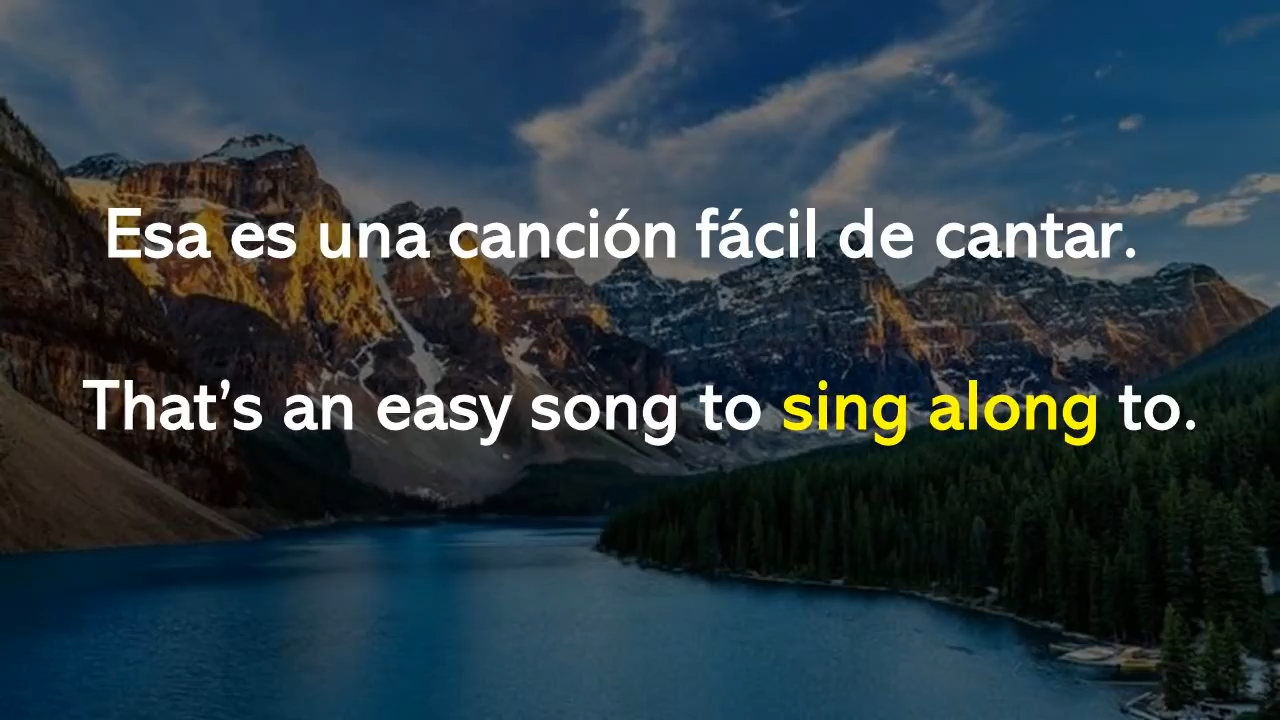 Esa es una canción fácil de cantar.
That’s an easy song to sing along to.